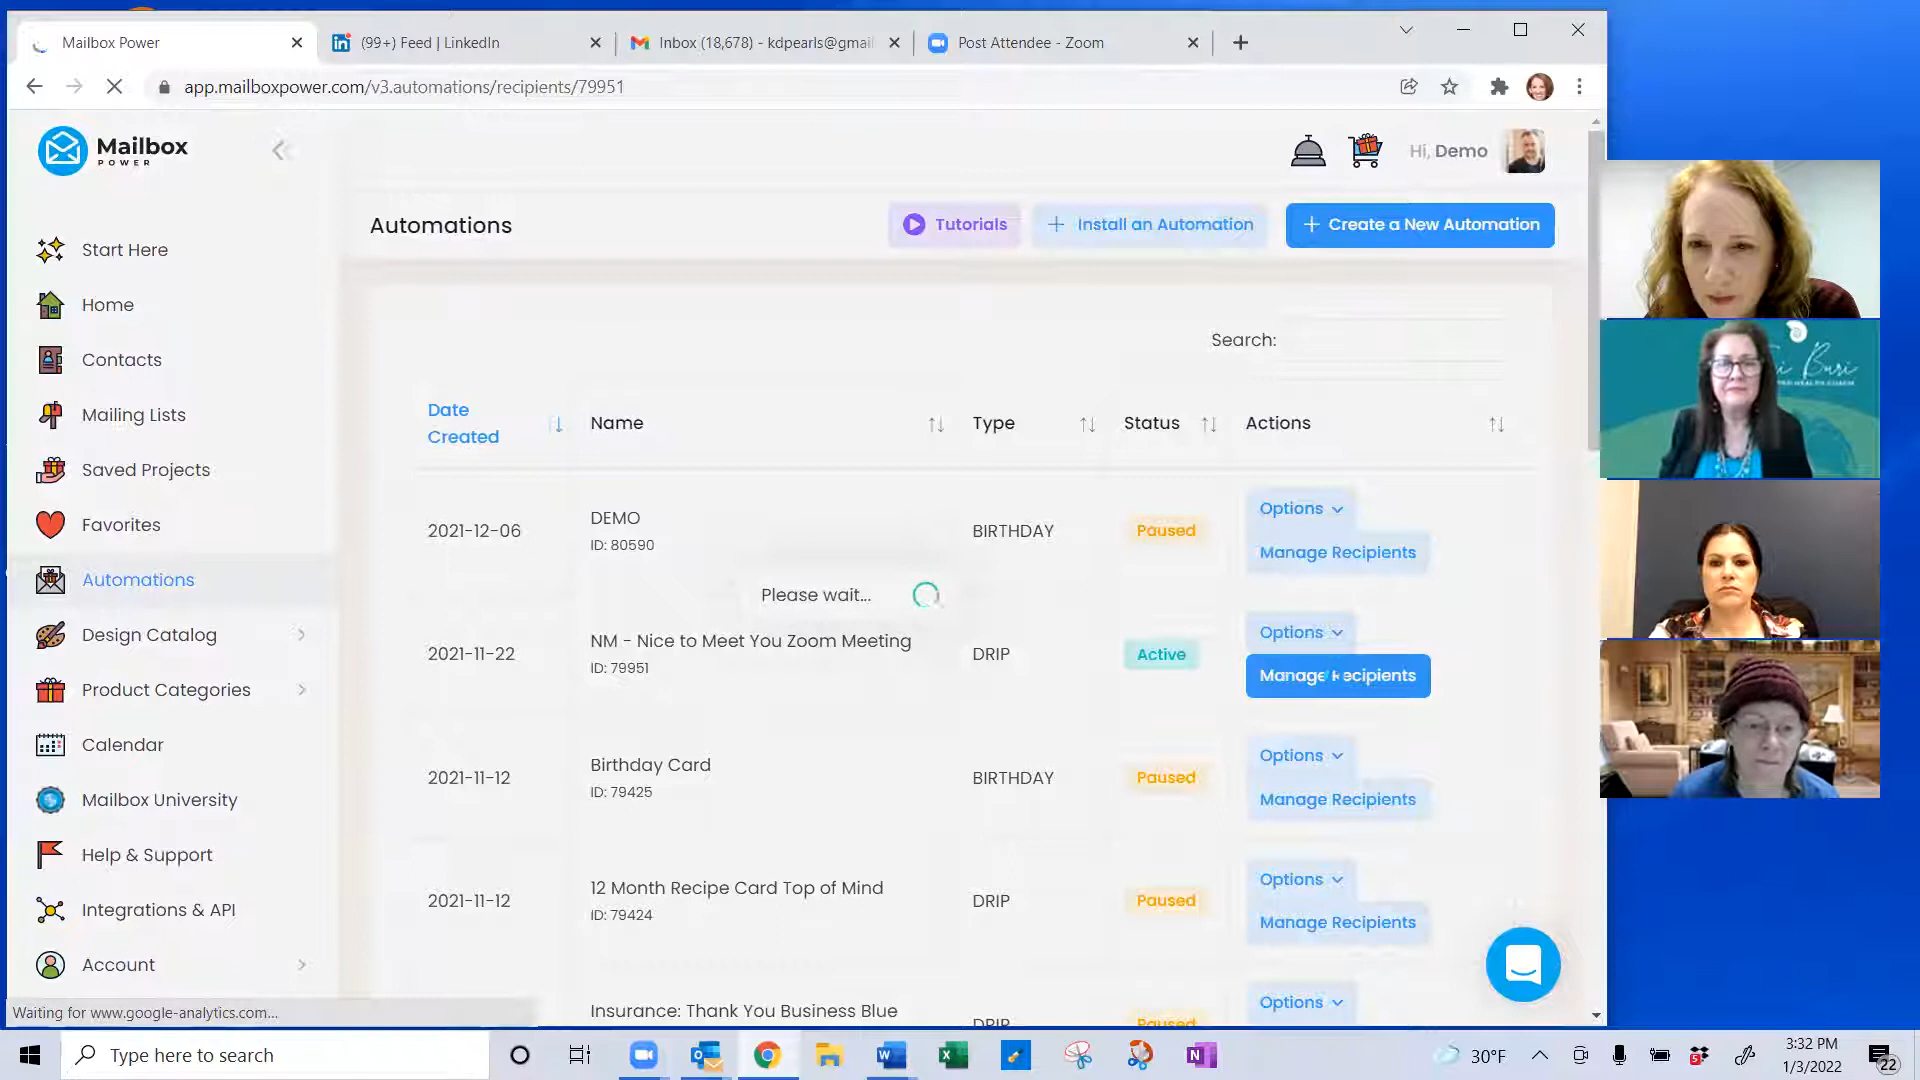 Mailbox Power
(99+) Feed | LinkedIn
Inbox (18,678) - kdpearls@gmai
Post Attendee - Zoom
app.mailboxpower.com/v3.automations/recipients/79951
Mailbox
POWER
Hi, Demo
Automations
Tutorials
+ Install an Automation
+ Create a New Automation
Start Here
Home
Contacts
Mailing Lists
Saved Projects
Favorites
Automations
Design Catalog
Product Categories
Calendar
Mailbox University
Help & Support
Integrations & API
Account
Search:
Date
Created
Name
Type
Status
Actions
2021-12-06
DEMO
ID: 80590
BIRTHDAY
Paused
Options
Manage Recipients
Please wait...
2021-11-22
NM - Nice to Meet You Zoom Meeting
ID: 79951
DRIP
Active
Options
Manage Recipients
2021-11-12
Birthday Card
ID: 79425
BIRTHDAY
Paused
Options
Manage Recipients
2021-11-12
12 Month Recipe Card Top of Mind
ID: 79424
DRIP
Paused
Options
Manage Recipients
Insurance: Thank You Business Blue
DRIP
Paused
Options
Waiting for www.google-analytics.com...
Type here to search
30°F
3:32 PM
1/3/2022
22